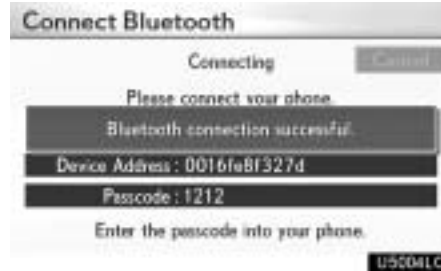 Connect Bluetooth
Connecting
Cancel
Please connect your phone.
Bluetooth connection successful.
Device Address : 0016fe8f327d
Passcode : 1212
Enter the passcode into your phone.
U5004LC